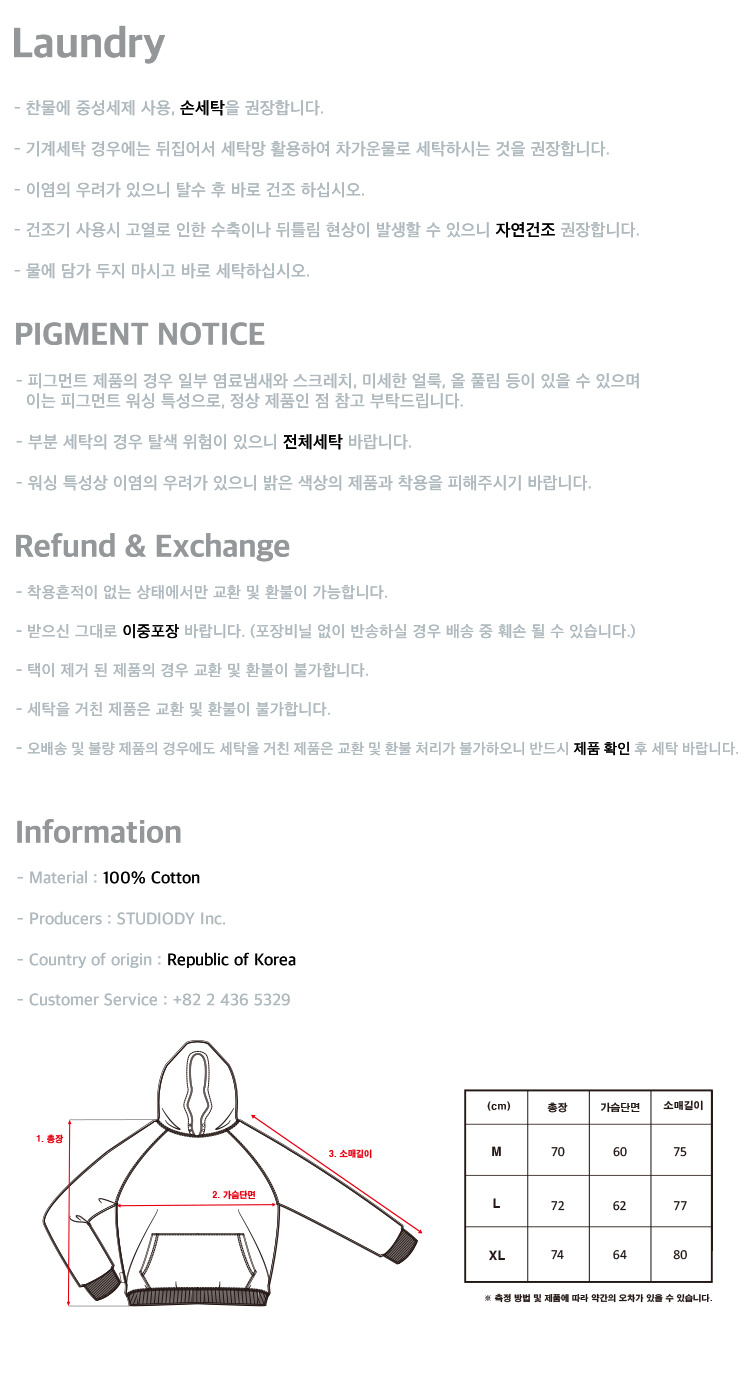 Laundry
- 찬물에 중성세제 사용, 손세탁을 권장합니다.
- 기계세탁 경우에는 뒤집어서 세탁망 활용하여 차가운물로 세탁하시는 것을 권장합니다.
- 이염의 우려가 있으니 탈수 후 바로 건조 하십시오.
- 건조기 사용시 고열로 인한 수축이나 뒤틀림 현상이 발생할 수 있으니 자연건조 권장합니다.
- 물에 담가 두지 마시고 바로 세탁하십시오.
PIGMENT NOTICE
- 피그먼트 제품의 경우 일부 염료냄새와 스크레치, 미세한 얼룩, 올 풀림 등이 있을 수 있으며
이는 피그먼트 워싱 특성으로, 정상 제품인 점 참고 부탁드립니다.
- 부분 세탁의 경우 탈색 위험이 있으니 전체세탁 바랍니다.
- 워싱 특성상 이염의 우려가 있으니 밝은 색상의 제품과 착용을 피해주시기 바랍니다.
Refund & Exchange
- 착용흔적이 없는 상태에서만 교환 및 환불이 가능합니다.
- 받으신 그대로 이중포장 바랍니다. (포장비닐 없이 반송하실 경우 배송 중 훼손 될 수 있습니다.)
- 택이 제거 된 제품의 경우 교환 및 환불이 불가합니다.
- 세탁을 거친 제품은 교환 및 환불이 불가합니다.
- 오배송 및 불량 제품의 경우에도 세탁을 거친 제품은 교환 및 환불 처리가 불가하오니 반드시 제품 확인 후 세탁 바랍니다.
Information
- Material : 100% Cotton
- Producers : STUDIODY Inc.
- Country of origin : Republic of Korea
- Customer Service : +82 2 436 5329
1. 총장
2. 가슴단면
3. 소매길이
(cm) 총장 가슴단면 소매길이
M 70 60 75
L 72 62 77
XL 74 64 80
※ 측정 방법 및 제품에 따라 약간의 오차가 있을 수 있습니다.